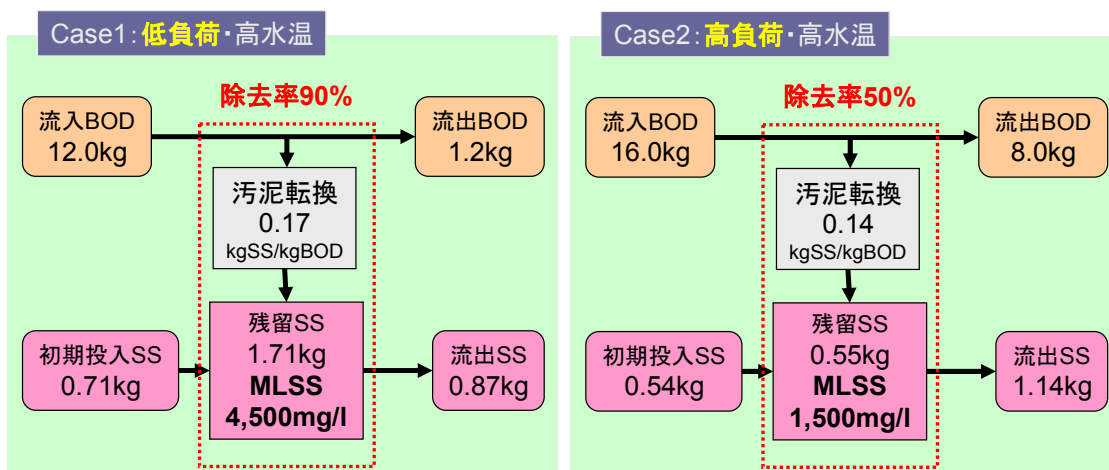 Case1:低負荷・高水温
除去率90%
流入BOD
12.0kg
流出BOD
1.2kg
汚泥転換
0.17
kgSS/kgBOD
初期投入SS
0.71kg
残留SS
1.71kg
MLSS
4,500mg/l
流出SS
0.87kg
Case2:高負荷・高水温
除去率50%
流入BOD
16.0kg
流出BOD
8.0kg
汚泥転換
0.14
kgSS/kgBOD
初期投入SS
0.54kg
残留SS
0.55kg
MLSS
1,500mg/l
流出SS
1.14kg